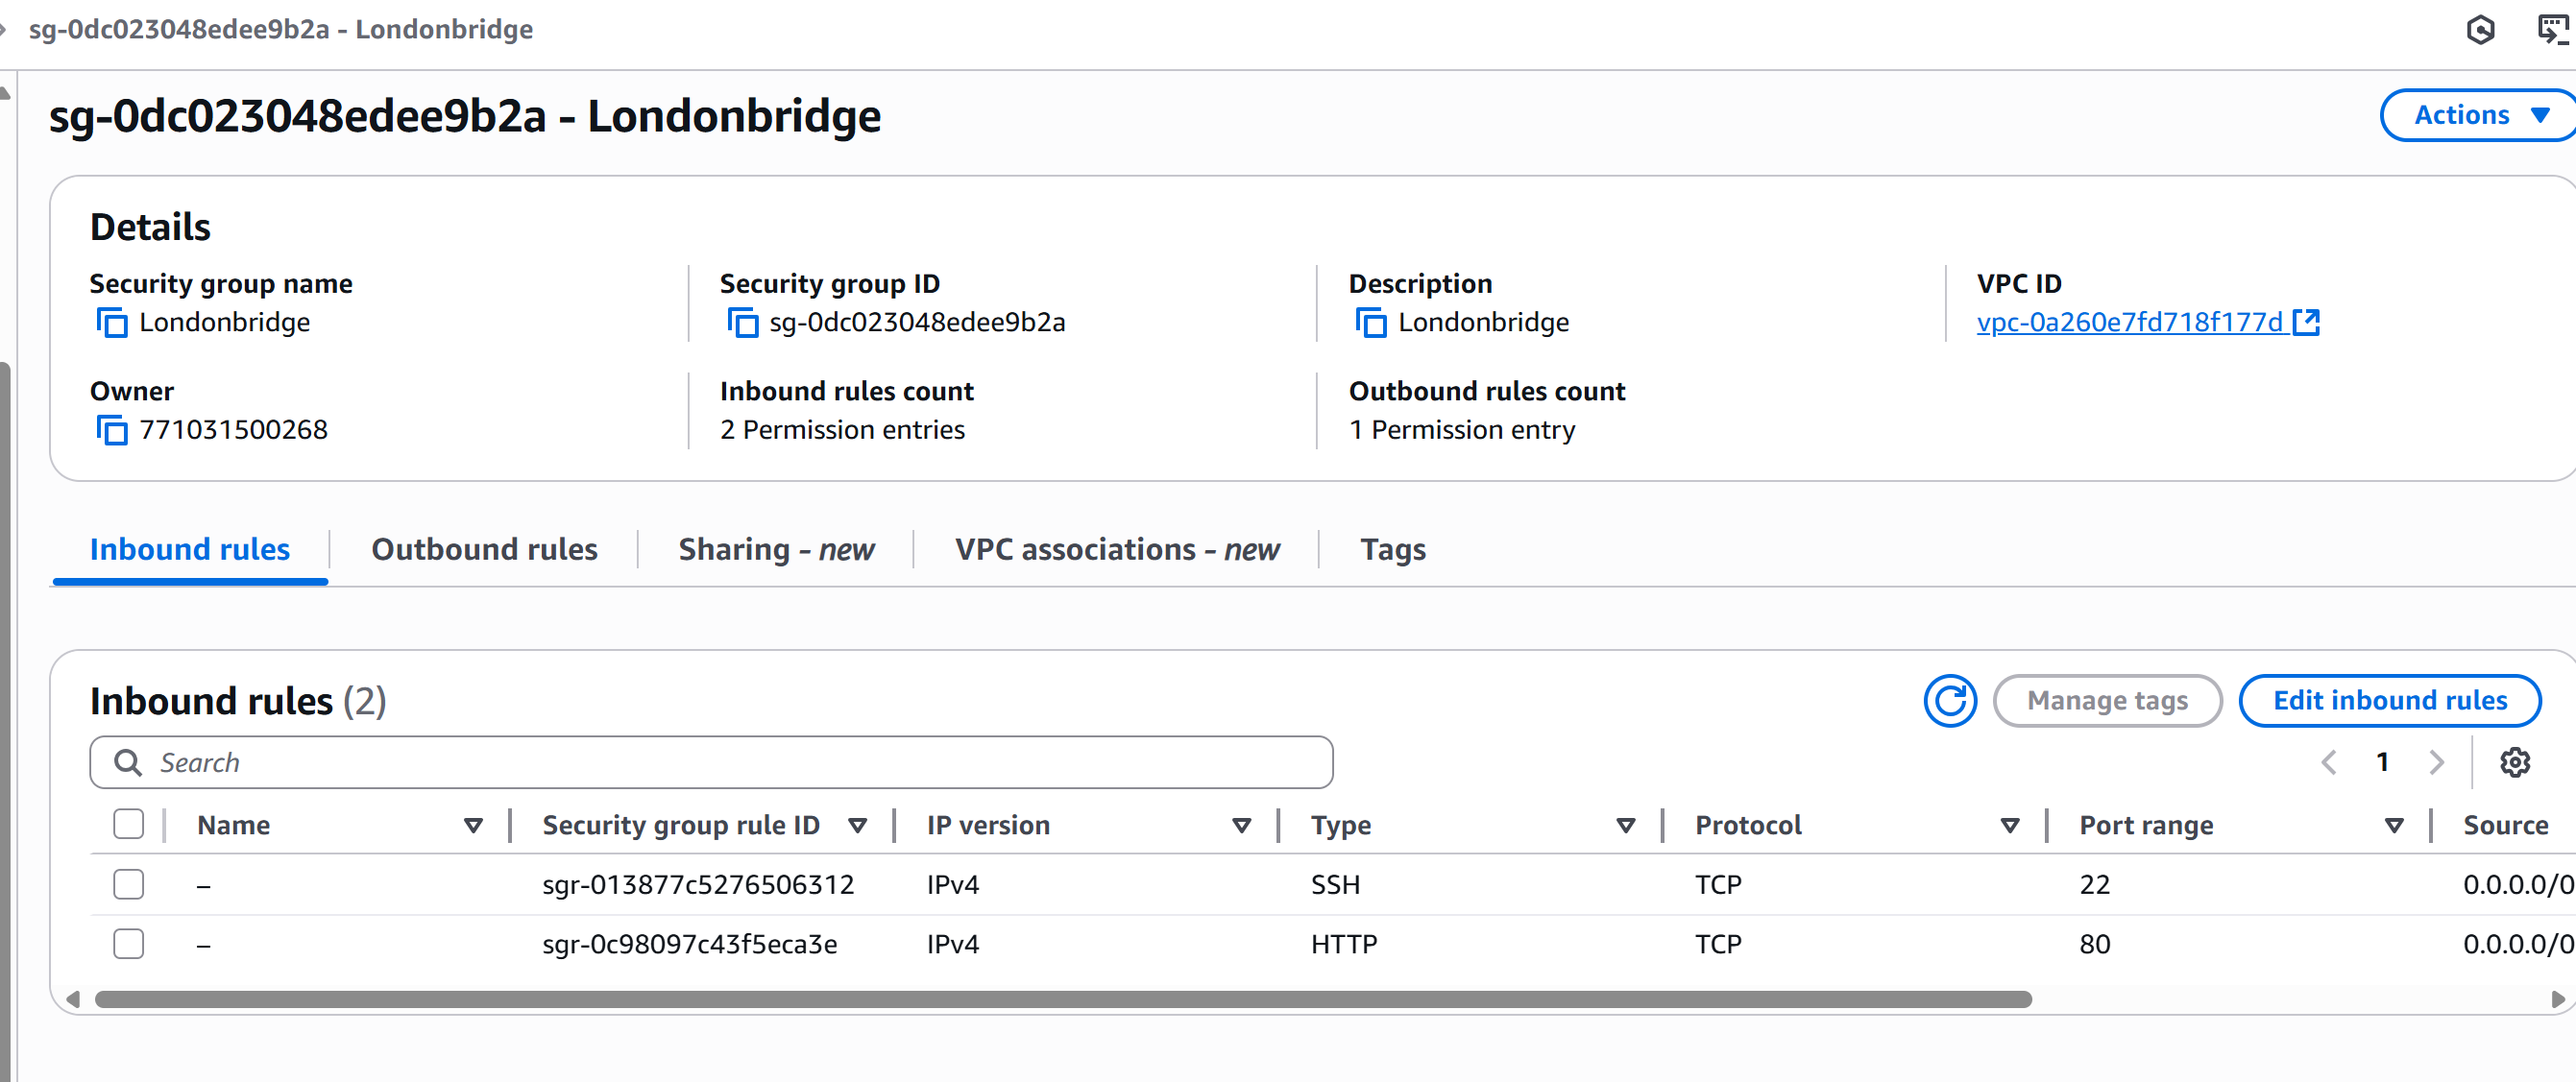 sg-0dc023048edee9b2a - Londonbridge
sg-0dc023048edee9b2a - Londonbridge
Actions
Details
Security group name
Londonbridge
Security group ID
sg-0dc023048edee9b2a
Description
Londonbridge
VPC ID
vpc-0a260e7fd718f177d
Owner
771031500268
Inbound rules count
2 Permission entries
Outbound rules count
1 Permission entry
Inbound rules Outbound rules Sharing - new VPC associations - new Tags
Inbound rules (2)
Manage tags
Edit inbound rules
Search
1
Name Security group rule ID IP version Type Protocol Port range Source
– sgr-013877c5276506312 IPv4 SSH TCP 22 0.0.0.0/0
– sgr-0c98097c43f5eca3e IPv4 HTTP TCP 80 0.0.0.0/0